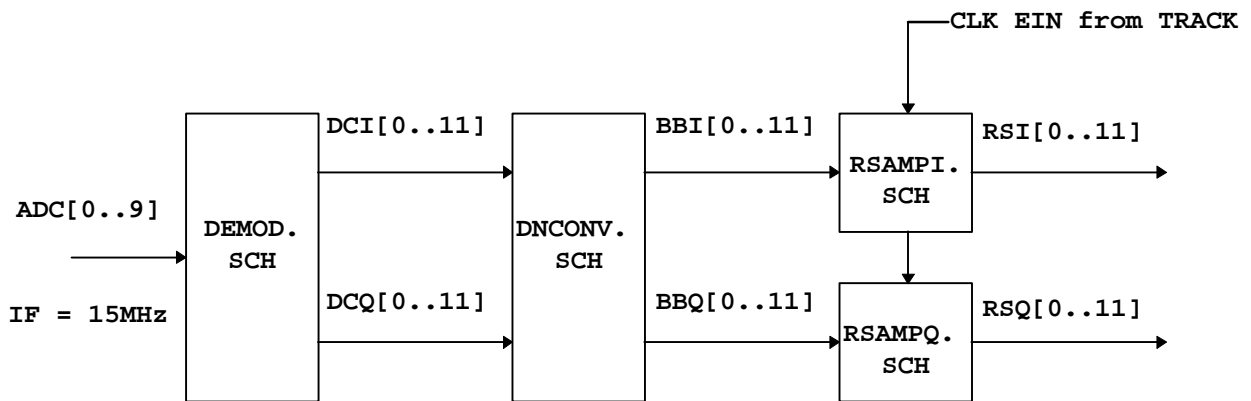 CLK EIN from TRACK
DCI[0..11]
BBI[0..11]
RSI[0..11]
RSAMPI.
SCH
ADC[0..9]
DEMOD.
SCH
DNCONV.
SCH
DCQ[0..11]
BBQ[0..11]
RSQ[0..11]
IF = 15MHz
RSAMPQ.
SCH